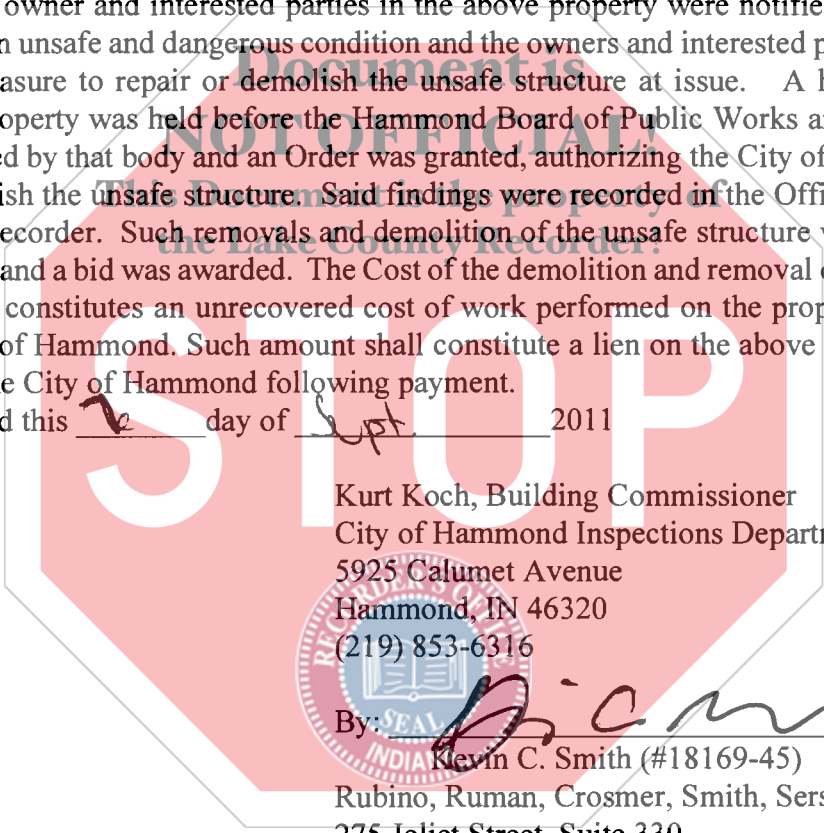 owner and interested parties in the above property were notifie
n unsafe and dangerous condition and the owners and interested p
asure to repair or demolish the unsafe structure at issue. A h
operty was held before the Hammond Board of Public Works a
ed by that body and an Order was granted, authorizing the City of
ish the unsafe structure. Said findings were recorded in the Offi
ecorder. Such removals and demolition of the unsafe structure
and a bid was awarded. The Cost of the demolition and removal
constitutes an unrecovered cost of work performed on the prop
of Hammond. Such amount shall constitute a lien on the above
e City of Hammond following payment.
d this day of Sept. 2011
Kurt Koch, Building Commissioner
City of Hammond Inspections Departm
5925 Calumet Avenue
Hammond, IN 46320
(219) 853-6316
By:
Kevin C. Smith (#18169-45)
Rubino, Ruman, Crosmer, Smith, Sers
275 Joliet Street, Suite 330
Document is
NOT OFFICIAL!
This Document is the property of
the Lake County Recorder!
STOP
RECORDER'S OFFICE
SEAL
INDIANA